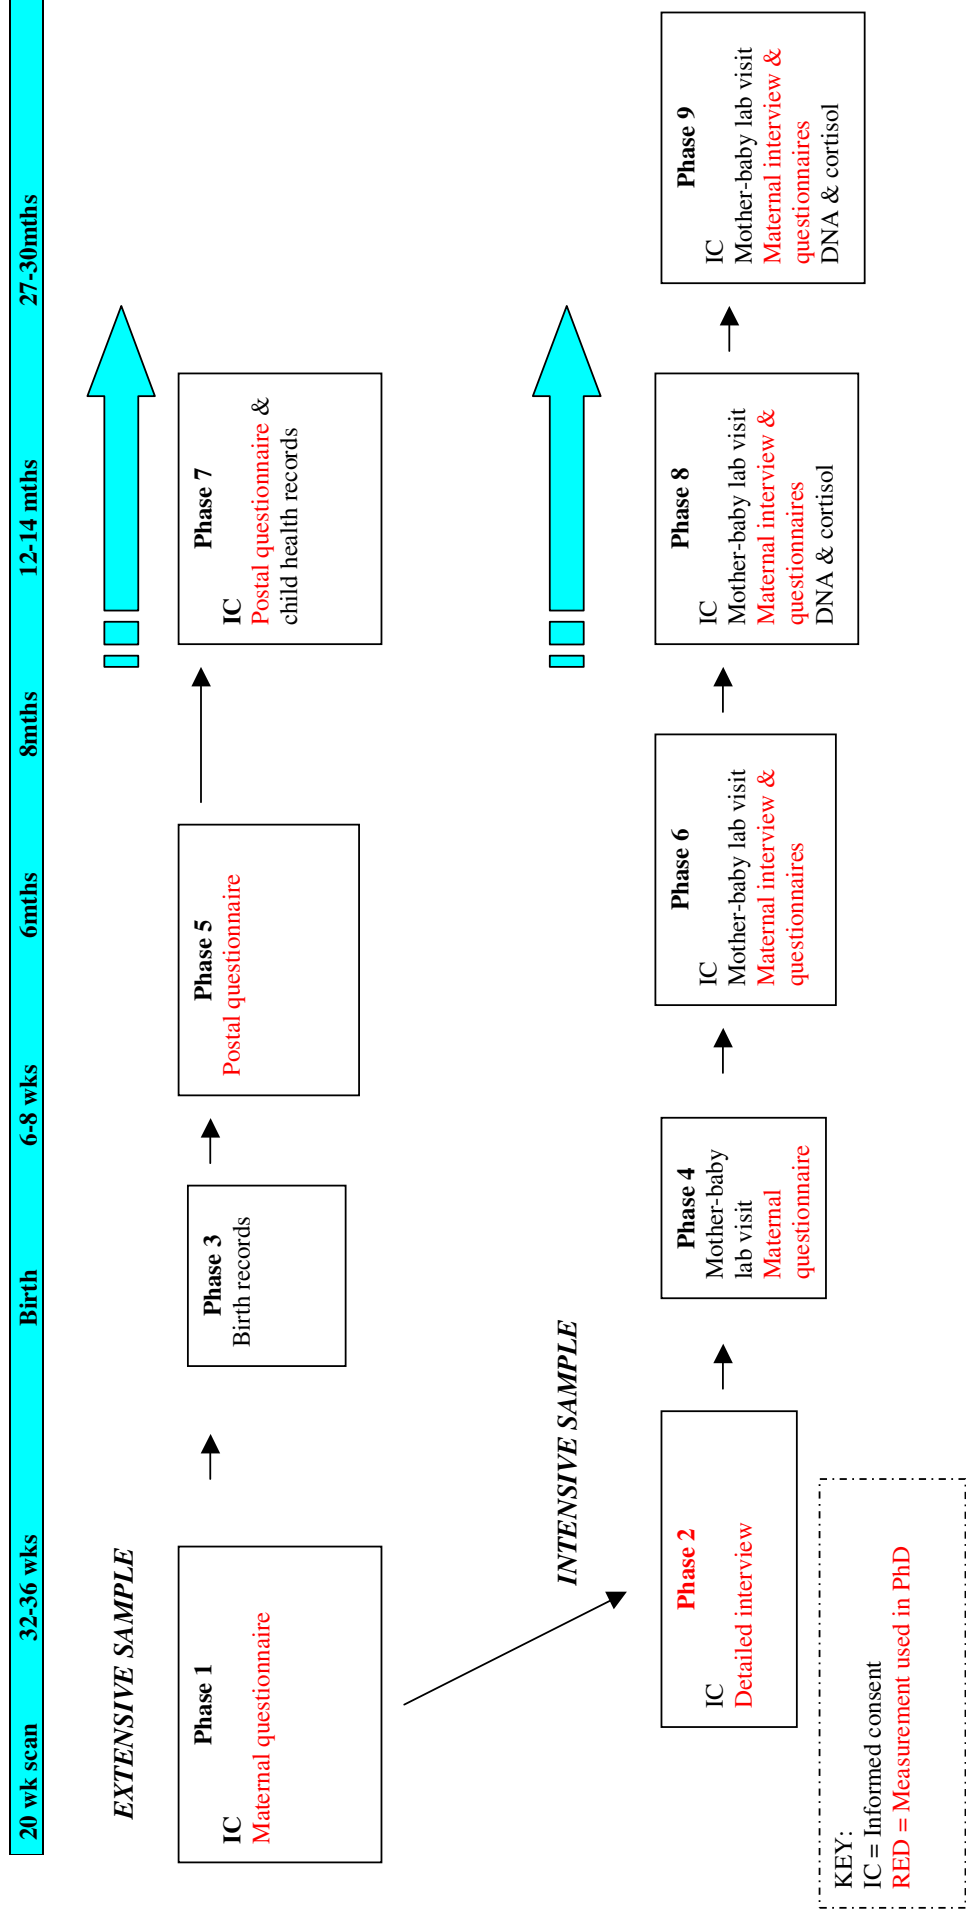 20 wk scan 32-36 wks Birth 6-8 wks 6mths 8mths 12-14 mths 27-30mths
EXTENSIVE SAMPLE
Phase 1
IC
Maternal questionnaire
Phase 3
Birth records
Phase 5
Postal questionnaire
Phase 7
IC
Postal questionnaire &
child health records
INTENSIVE SAMPLE
Phase 2
IC
Detailed interview
Phase 4
Mother-baby
lab visit
Maternal
questionnaire
Phase 6
IC
Mother-baby lab visit
Maternal interview &
questionnaires
Phase 8
IC
Mother-baby lab visit
Maternal interview &
questionnaires
DNA & cortisol
Phase 9
IC
Mother-baby lab visit
Maternal interview &
questionnaires
DNA & cortisol
KEY:
IC = Informed consent
RED = Measurement used in PhD